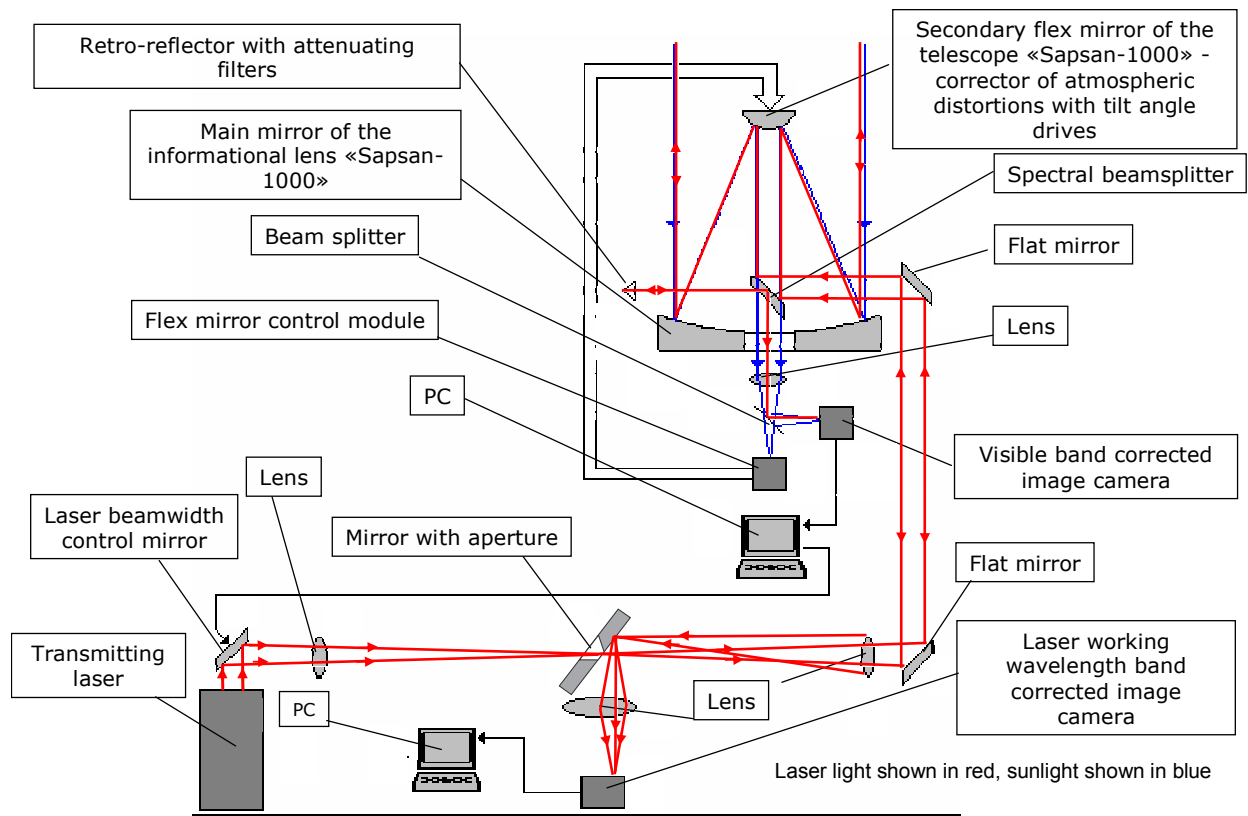 Retro-reflector with attenuating
filters
Secondary flex mirror of the
telescope «Sapsan-1000» -
corrector of atmospheric
distortions with tilt angle
drives
Main mirror of the
informational lens «Sapsan-
1000»
Spectral beamsplitter
Beam splitter
Flat mirror
Flex mirror control module
Lens
PC
Visible band corrected
image camera
Lens
Laser beamwidth
control mirror
Mirror with aperture
Flat mirror
Transmitting
laser
Laser working
wavelength band
corrected image
camera
PC
Lens
Laser light shown in red, sunlight shown in blue